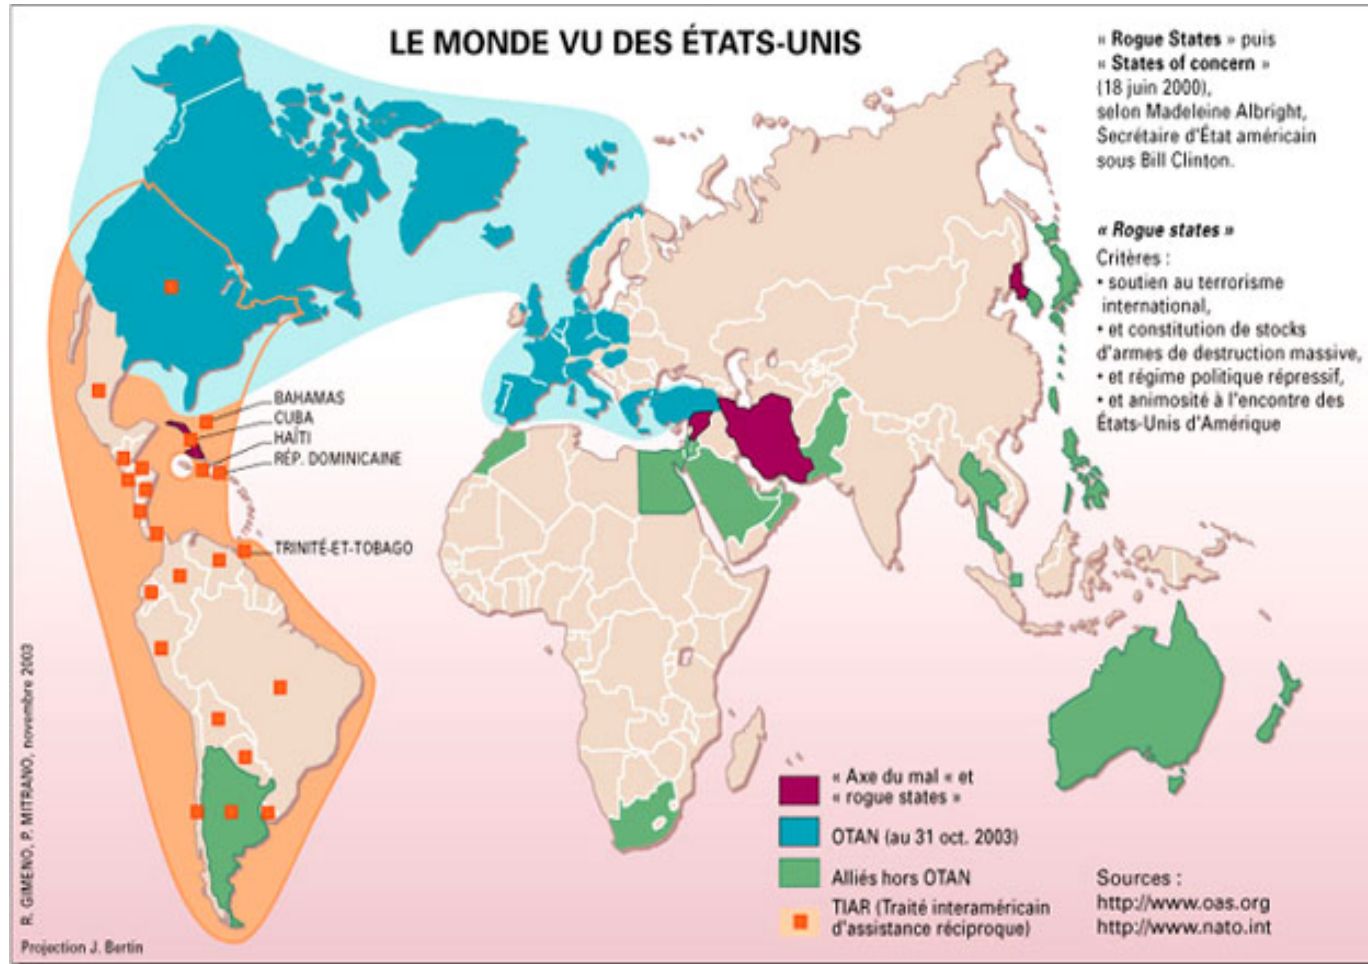 LE MONDE VU DES ÉTATS-UNIS
« Rogue States » puis
« States of concern »
(18 juin 2000),
selon Madeleine Albright,
Secrétaire d'État américain
sous Bill Clinton.
« Rogue states »
Critères :
• soutien au terrorisme
international,
• et constitution de stocks
d'armes de destruction massive,
• et régime politique répressif,
• et animosité à l'encontre des
États-Unis d'Amérique
BAHAMAS
CUBA
HAÏTI
RÉP. DOMINICAINE
TRINITÉ-ET-TOBAGO
« Axe du mal « et
« rogue states »
OTAN (au 31 oct. 2003)
Alliés hors OTAN
TIAR (Traité interaméricain
d'assistance réciproque)
Sources :
http://www.oas.org
http://www.nato.int
R. GIMENO, P. MITRANO, novembre 2003
Projection J. Bertin